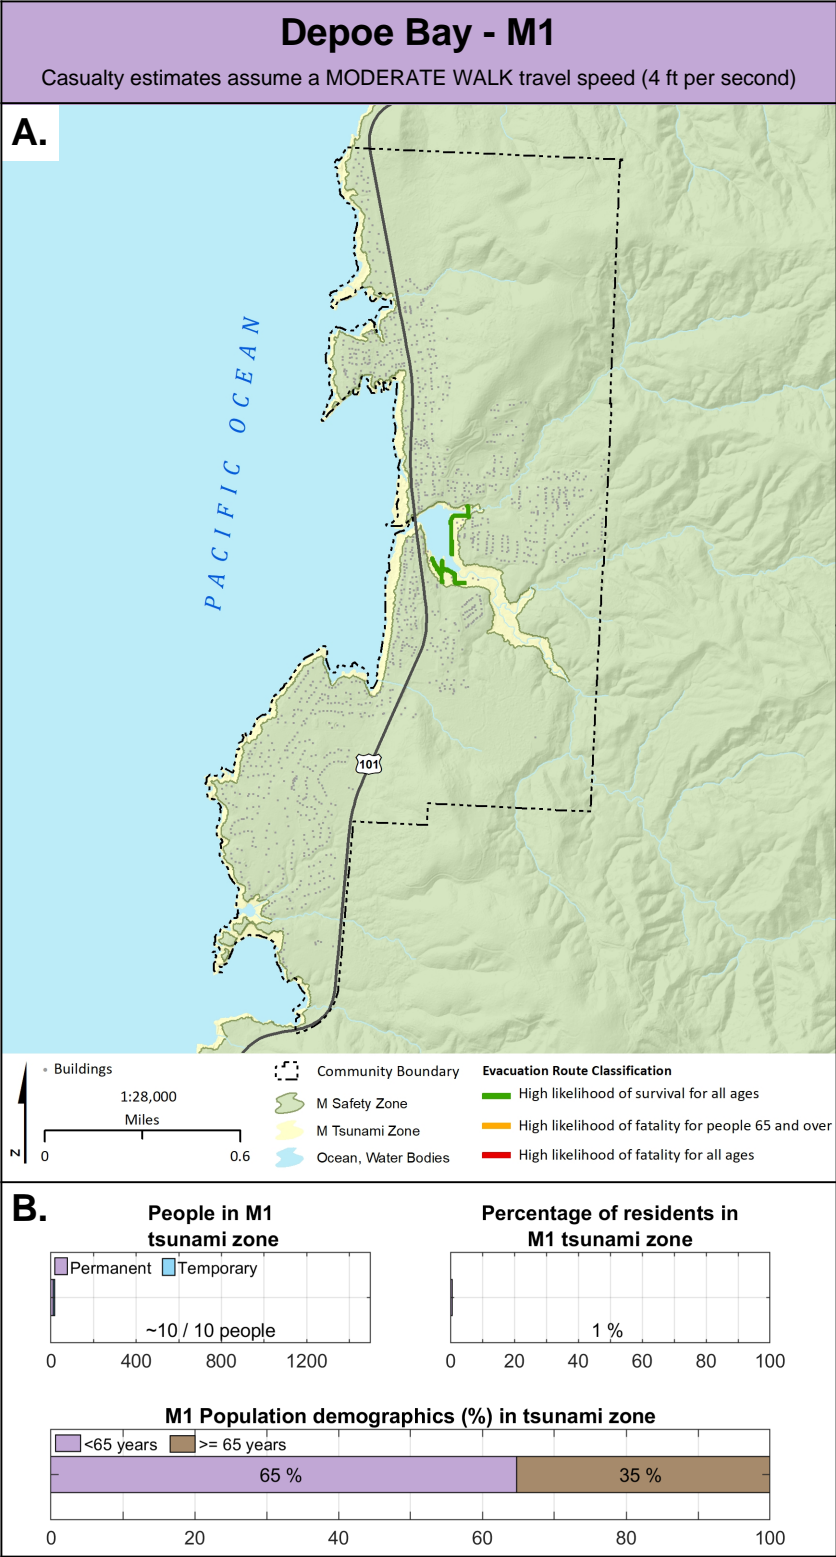 Depoe Bay - M1
Casualty estimates assume a MODERATE WALK travel speed (4 ft per second)
A.
PACIFIC OCEAN
101
Buildings
1:28,000
Miles
0 0.6
N
Community Boundary
M Safety Zone
M Tsunami Zone
Ocean, Water Bodies
Evacuation Route Classification
High likelihood of survival for all ages
High likelihood of fatality for people 65 and over
High likelihood of fatality for all ages
B.
People in M1
tsunami zone
Permanent Temporary
~10 / 10 people
0 400 800 1200
Percentage of residents in
M1 tsunami zone
1 %
0 20 40 60 80 100
M1 Population demographics (%) in tsunami zone
<65 years >= 65 years
65 % 35 %
0 20 40 60 80 100